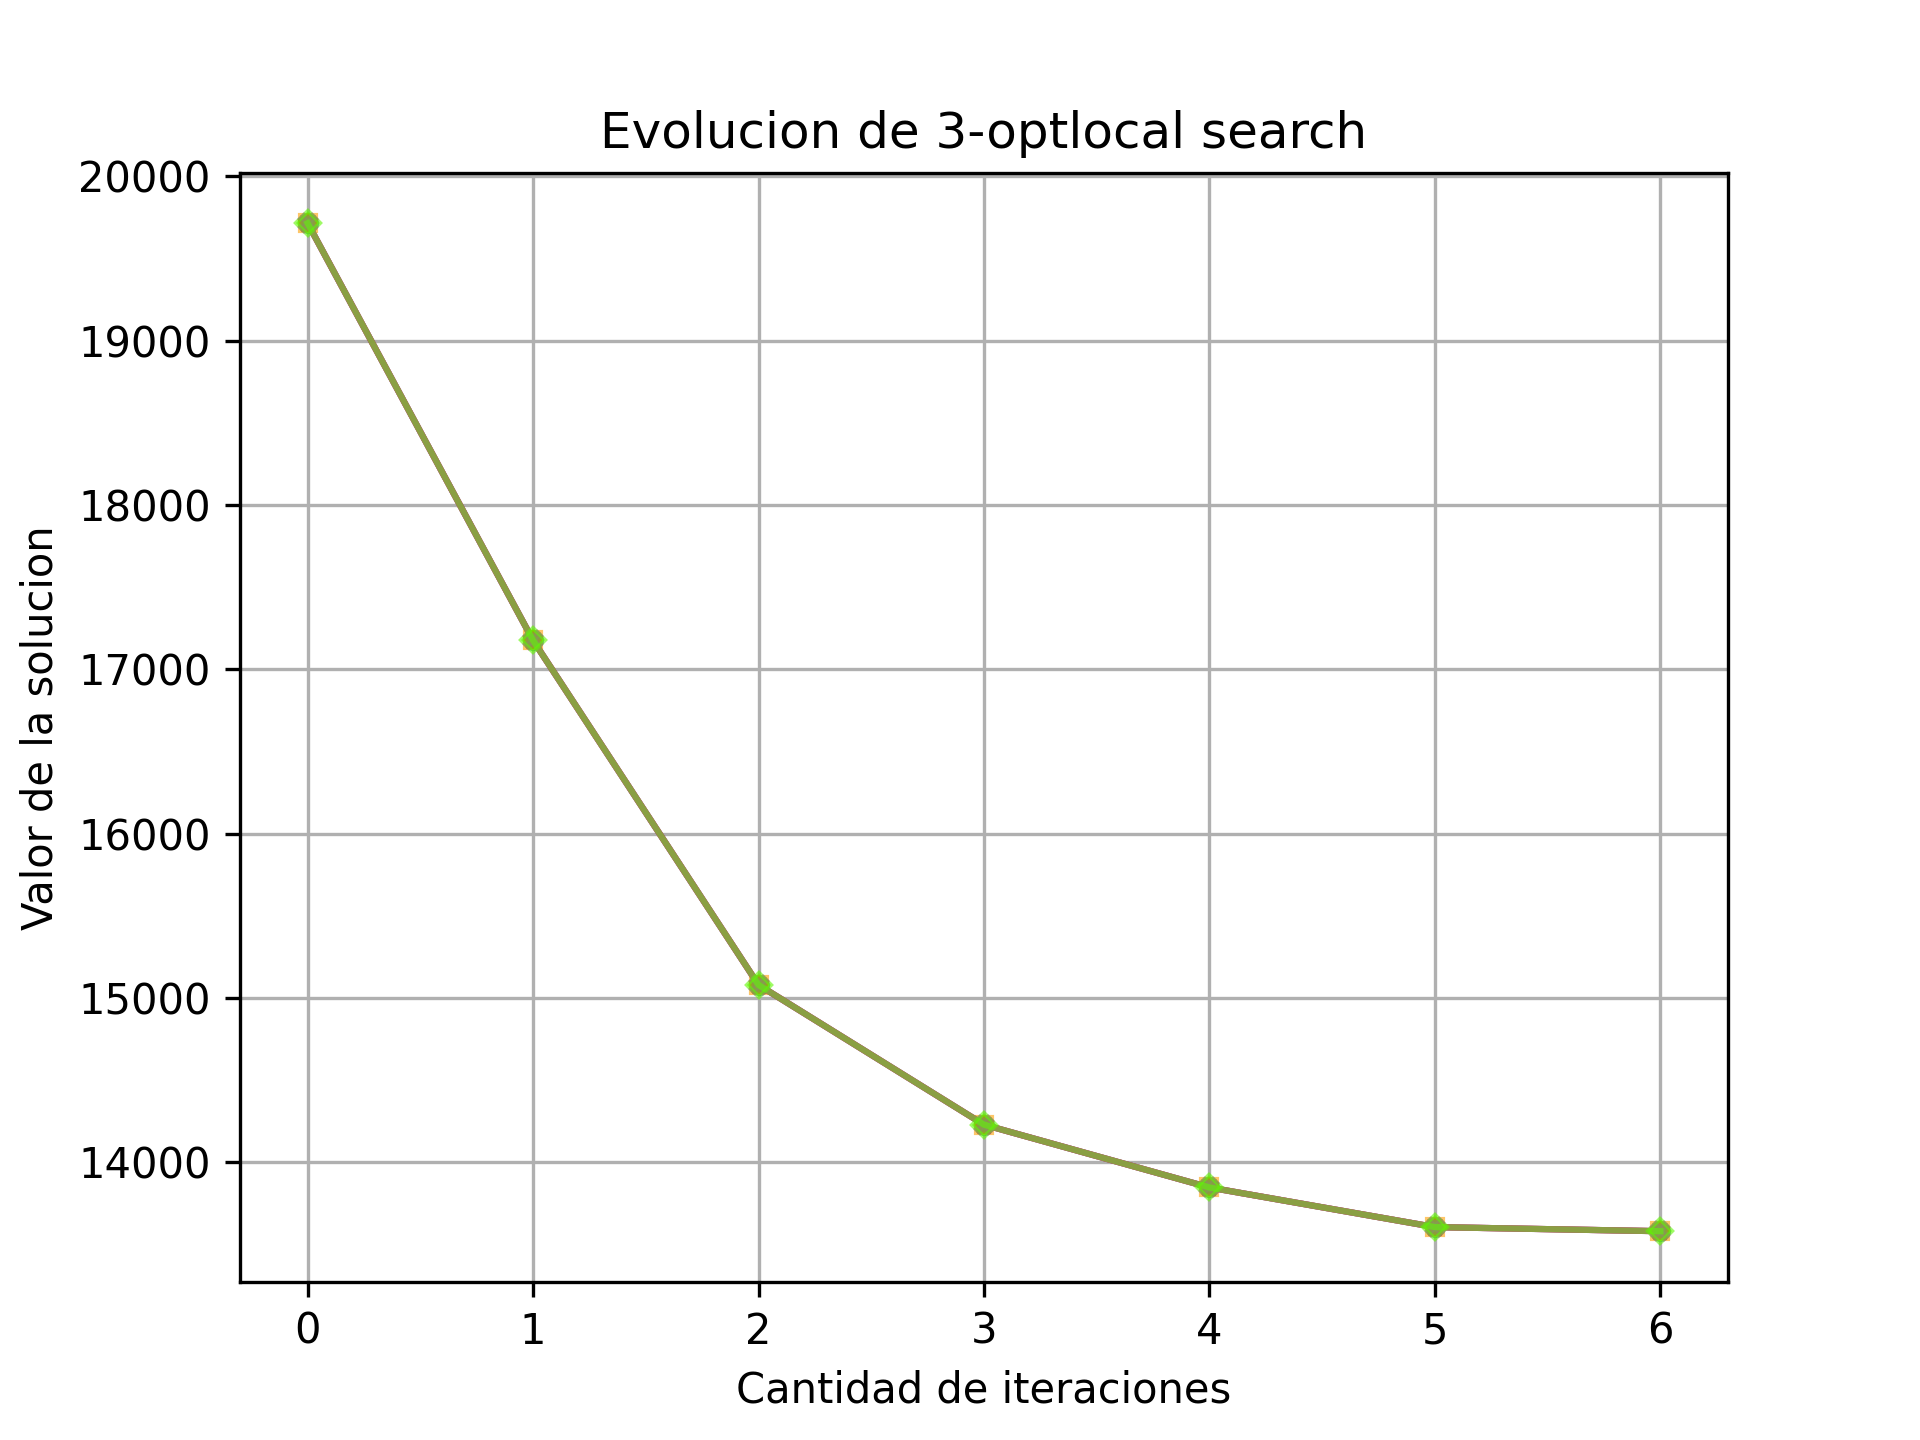 Evolucion de 3-optlocal search
20000
19000
18000
17000
16000
15000
14000
Valor de la solucion
0 1 2 3 4 5 6
Cantidad de iteraciones